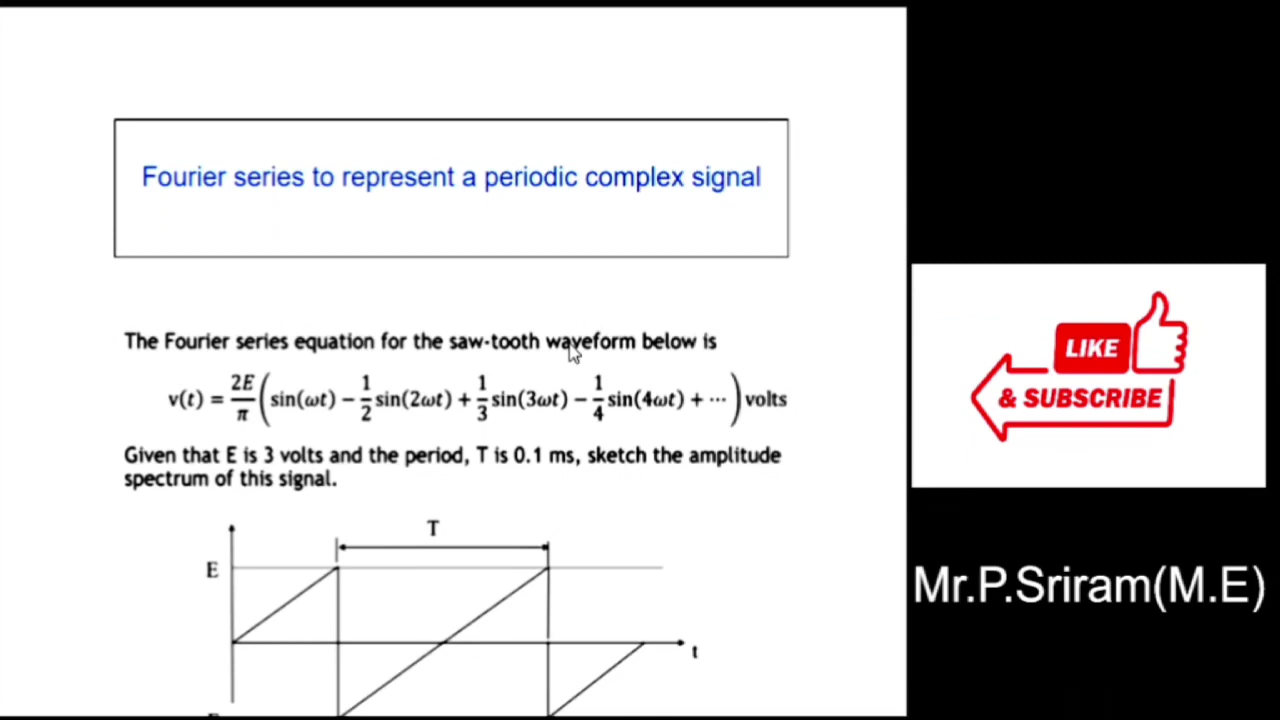 Fourier series to represent a periodic complex signal
The Fourier series equation for the saw-tooth waveform below is
v(t) = 2E/π ( sin(ωt) − 1/2 sin(2ωt) + 1/3 sin(3ωt) − 1/4 sin(4ωt) + ⋯ ) volts
Given that E is 3 volts and the period, T is 0.1 ms, sketch the amplitude
spectrum of this signal.
T
E
t
LIKE
& SUBSCRIBE
Mr.P.Sriram(M.E)